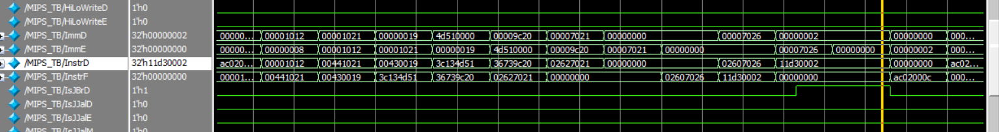 /MIPS_TB/HiLoWriteD 1'h0
/MIPS_TB/HiLoWriteE 1'h0
/MIPS_TB/ImmD 32'h00000002 00000... 00001012 00001021 00000019 4d510000 00009c20 00007021 00000000 00007026 00000002 00000000 000...
/MIPS_TB/ImmE 32'h00000000 00000... 00000008 00001012 00001021 00000019 4d510000 00009c20 00007021 00000000 00007026 00000000 00000002 000...
/MIPS_TB/InstrD 32'h11d30002 ac020... 00001012 00441021 00430019 3c134d51 36739c20 02627021 00000000 02607026 11d30002 00000000 ac02...
/MIPS_TB/InstrF 32'h00000000 00001... 00441021 00430019 3c134d51 36739c20 02627021 00000000 02607026 11d30002 00000000 ac02000c 000...
/MIPS_TB/IsJBrD 1'h1
/MIPS_TB/IsJJalD 1'h0
/MIPS_TB/IsJJalE 1'h0
/MIPS_TB/IsJJalM 1'h0